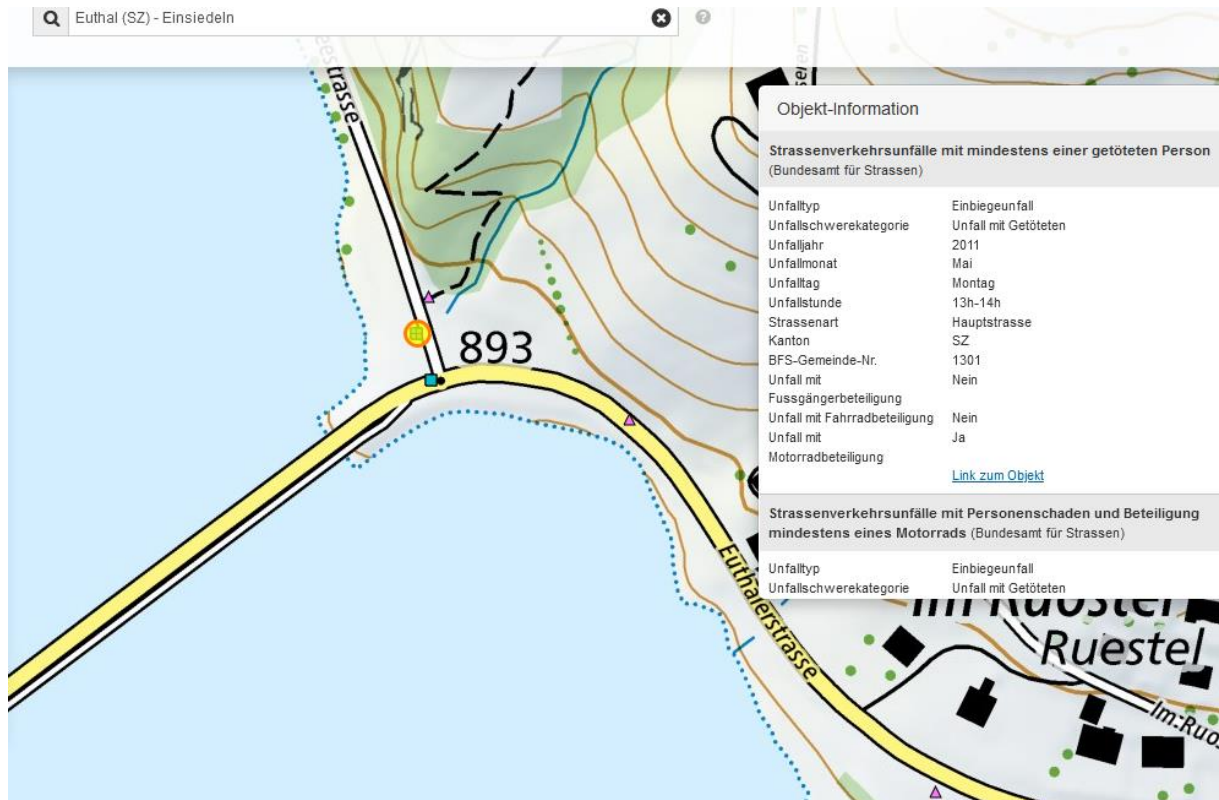 Euthal (SZ) - Einsiedeln
Objekt-Information
Strassenverkehrsunfälle mit mindestens einer getöteten Person
(Bundesamt für Strassen)
Unfalltyp Einbiegeunfall
Unfallschwerekategorie Unfall mit Getöteten
Unfalljahr 2011
Unfallmonat Mai
Unfalltag Montag
Unfallstunde 13h-14h
Strassenart Hauptstrasse
Kanton SZ
BFS-Gemeinde-Nr. 1301
Unfall mit Nein
Fussgängerbeteiligung
Unfall mit Fahrradbeteiligung Nein
Unfall mit Ja
Motorradbeteiligung
Link zum Objekt
Strassenverkehrsunfälle mit Personenschaden und Beteiligung
mindestens eines Motorrads (Bundesamt für Strassen)
Unfalltyp Einbiegeunfall
Unfallschwerekategorie Unfall mit Getöteten
893
Euthalerstrasse
Im Ruostel
Ruestel